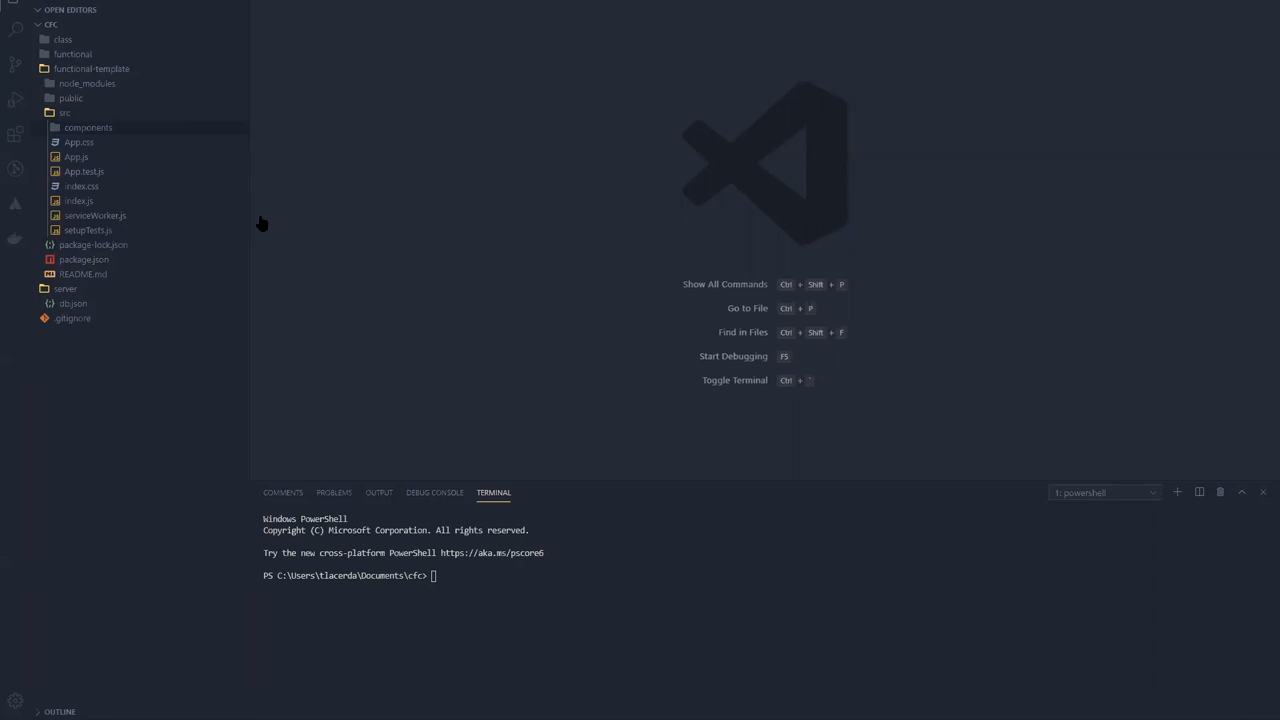 OPEN EDITORS
CFC
class
functional
functional-template
node_modules
public
src
components
App.css
App.js
App.test.js
index.css
index.js
serviceWorker.js
setupTests.js
package-lock.json
package.json
README.md
server
db.json
.gitignore
OUTLINE
Show All Commands Ctrl + Shift + P
Go to File Ctrl + P
Find in Files Ctrl + Shift + F
Start Debugging F5
Toggle Terminal Ctrl + `
COMMENTS PROBLEMS OUTPUT DEBUG CONSOLE TERMINAL 1: powershell
Windows PowerShell
Copyright (C) Microsoft Corporation. All rights reserved.
Try the new cross-platform PowerShell https://aka.ms/pscore6
PS C:\Users\tlacerda\Documents\cfc>